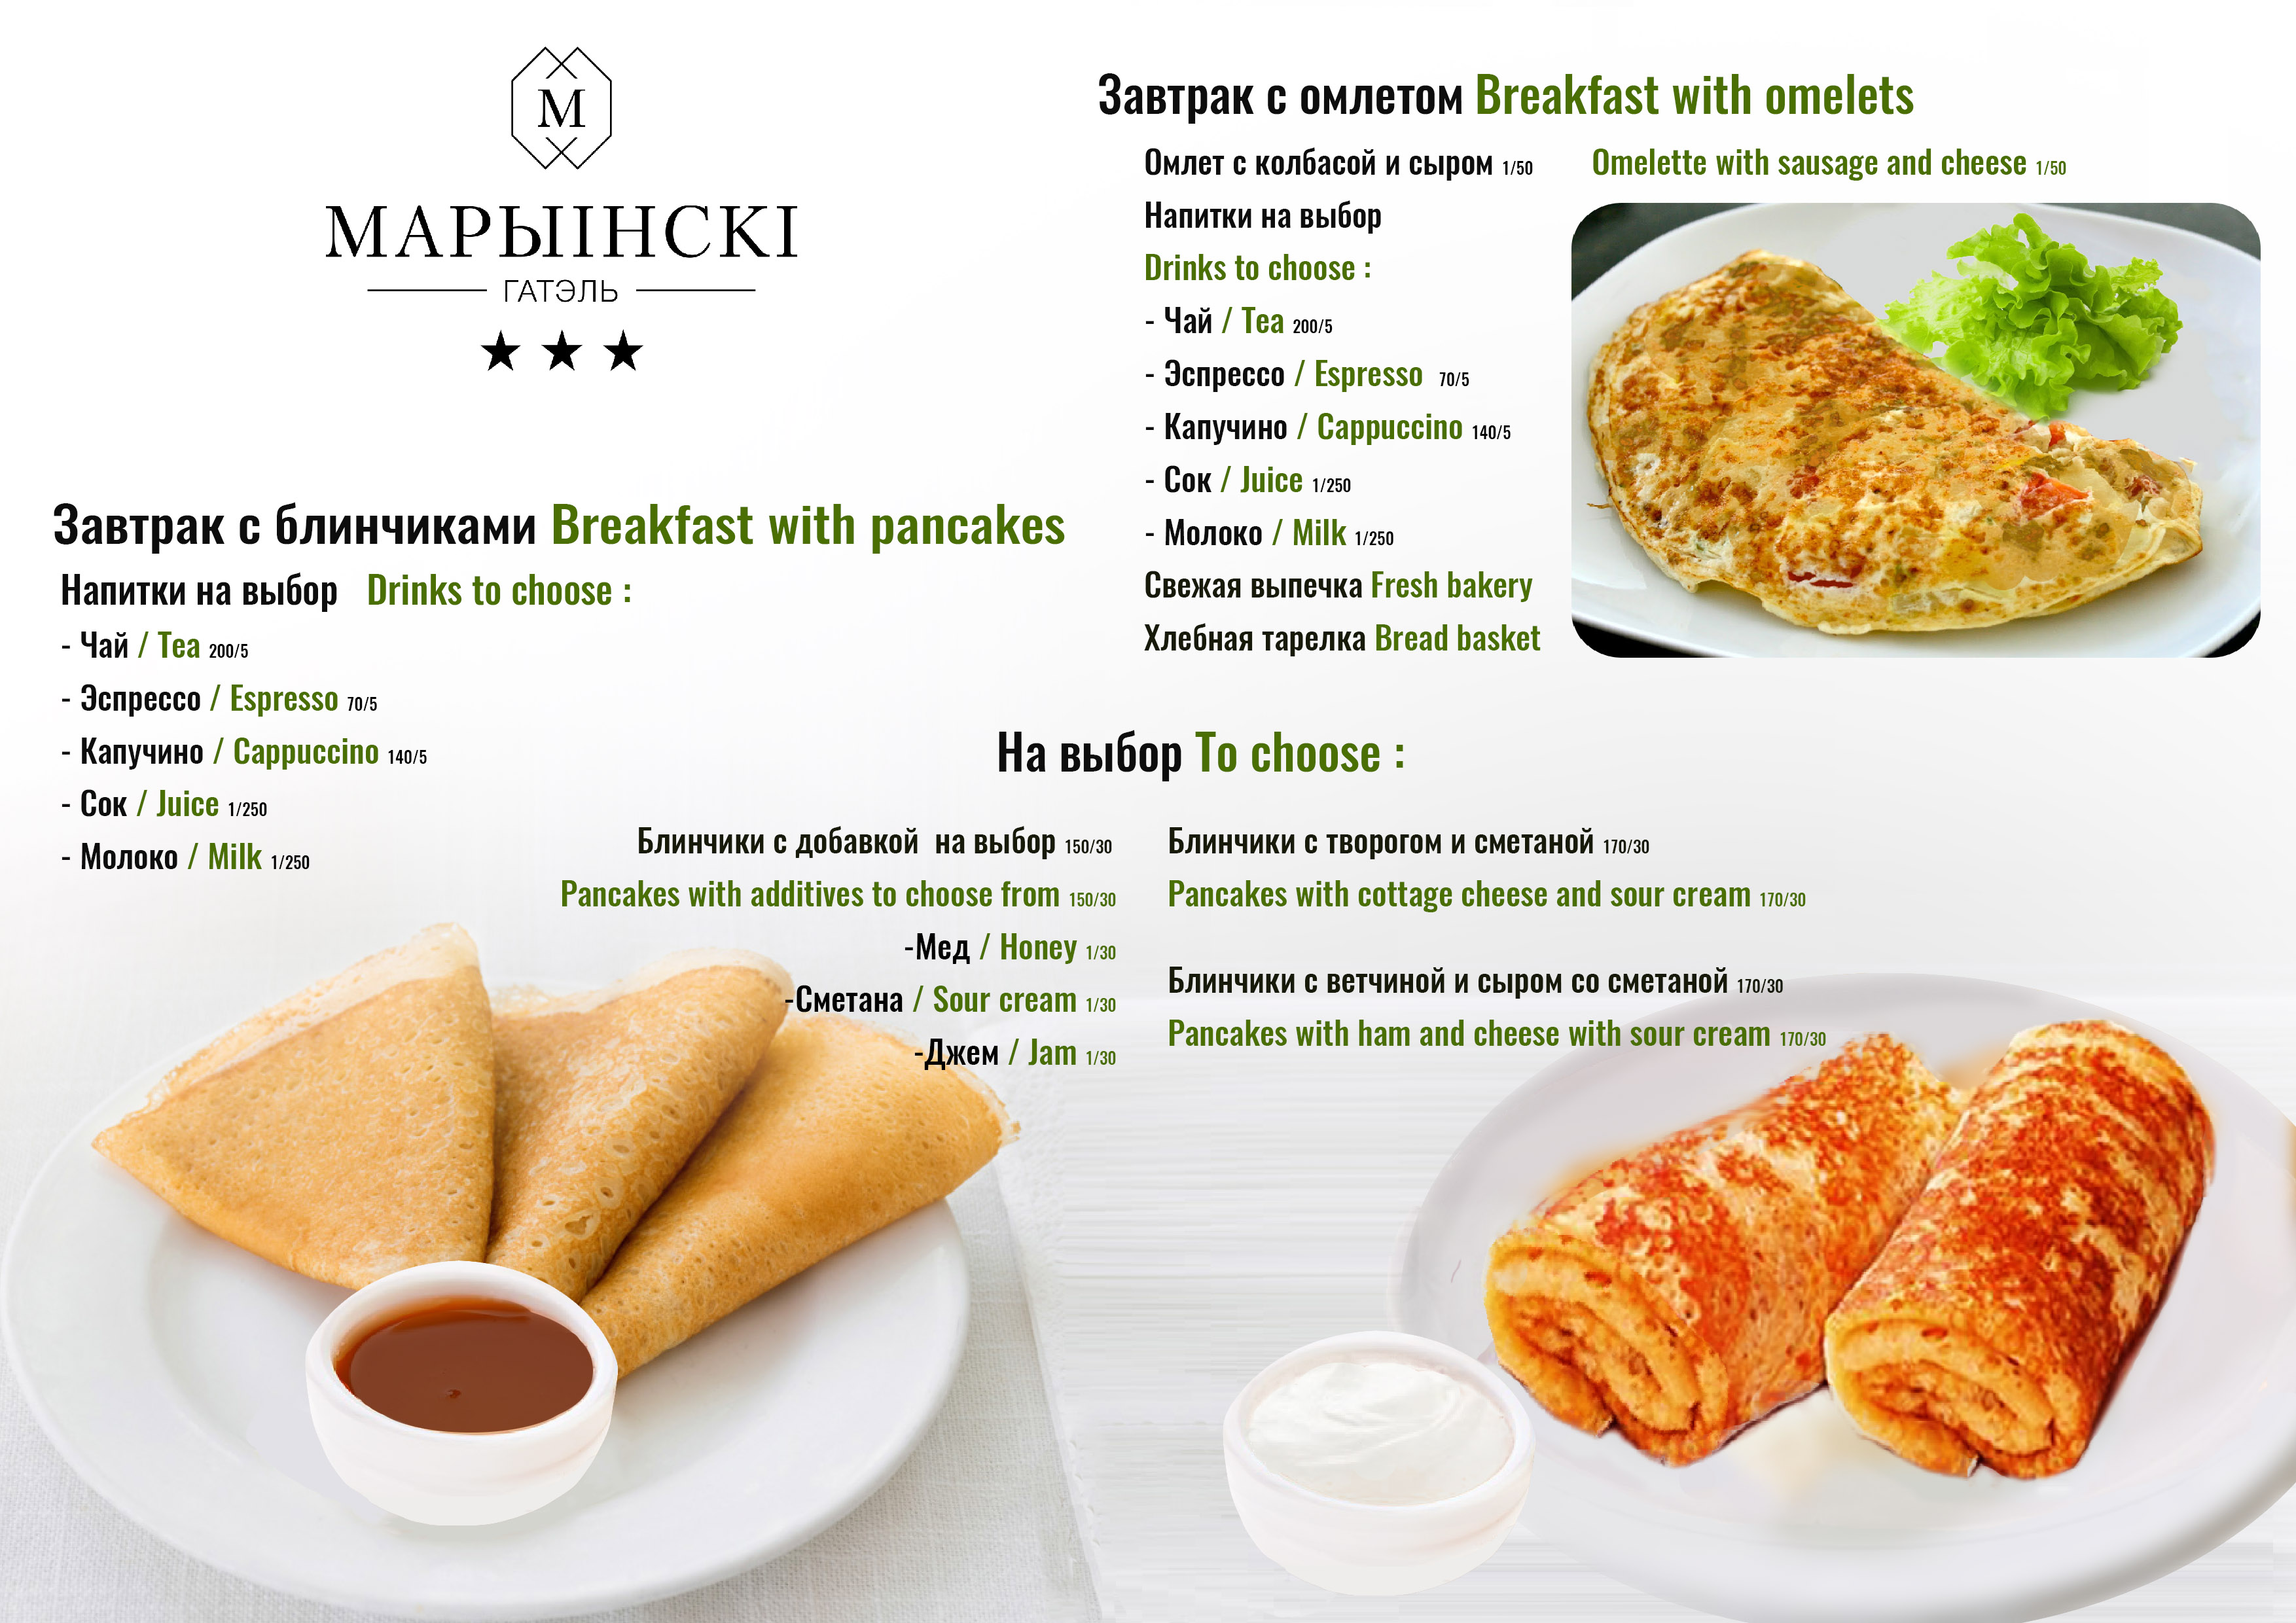 М
МАРЫІНСКІ
ГАТЭЛЬ
Завтрак с блинчиками Breakfast with pancakes
Напитки на выбор Drinks to choose :
- Чай / Tea 200/5
- Эспрессо / Espresso 70/5
- Капучино / Cappuccino 140/5
- Сок / Juice 1/250
- Молоко / Milk 1/250
Завтрак с омлетом Breakfast with omelets
Омлет с колбасой и сыром 1/50 Omelette with sausage and cheese 1/50
Напитки на выбор
Drinks to choose :
- Чай / Tea 200/5
- Эспрессо / Espresso 70/5
- Капучино / Cappuccino 140/5
- Сок / Juice 1/250
- Молоко / Milk 1/250
Свежая выпечка Fresh bakery
Хлебная тарелка Bread basket
На выбор To choose :
Блинчики с добавкой на выбор 150/30
Pancakes with additives to choose from 150/30
-Мед / Honey 1/30
-Сметана / Sour cream 1/30
-Джем / Jam 1/30
Блинчики с творогом и сметаной 170/30
Pancakes with cottage cheese and sour cream 170/30
Блинчики с ветчиной и сыром со сметаной 170/30
Pancakes with ham and cheese with sour cream 170/30